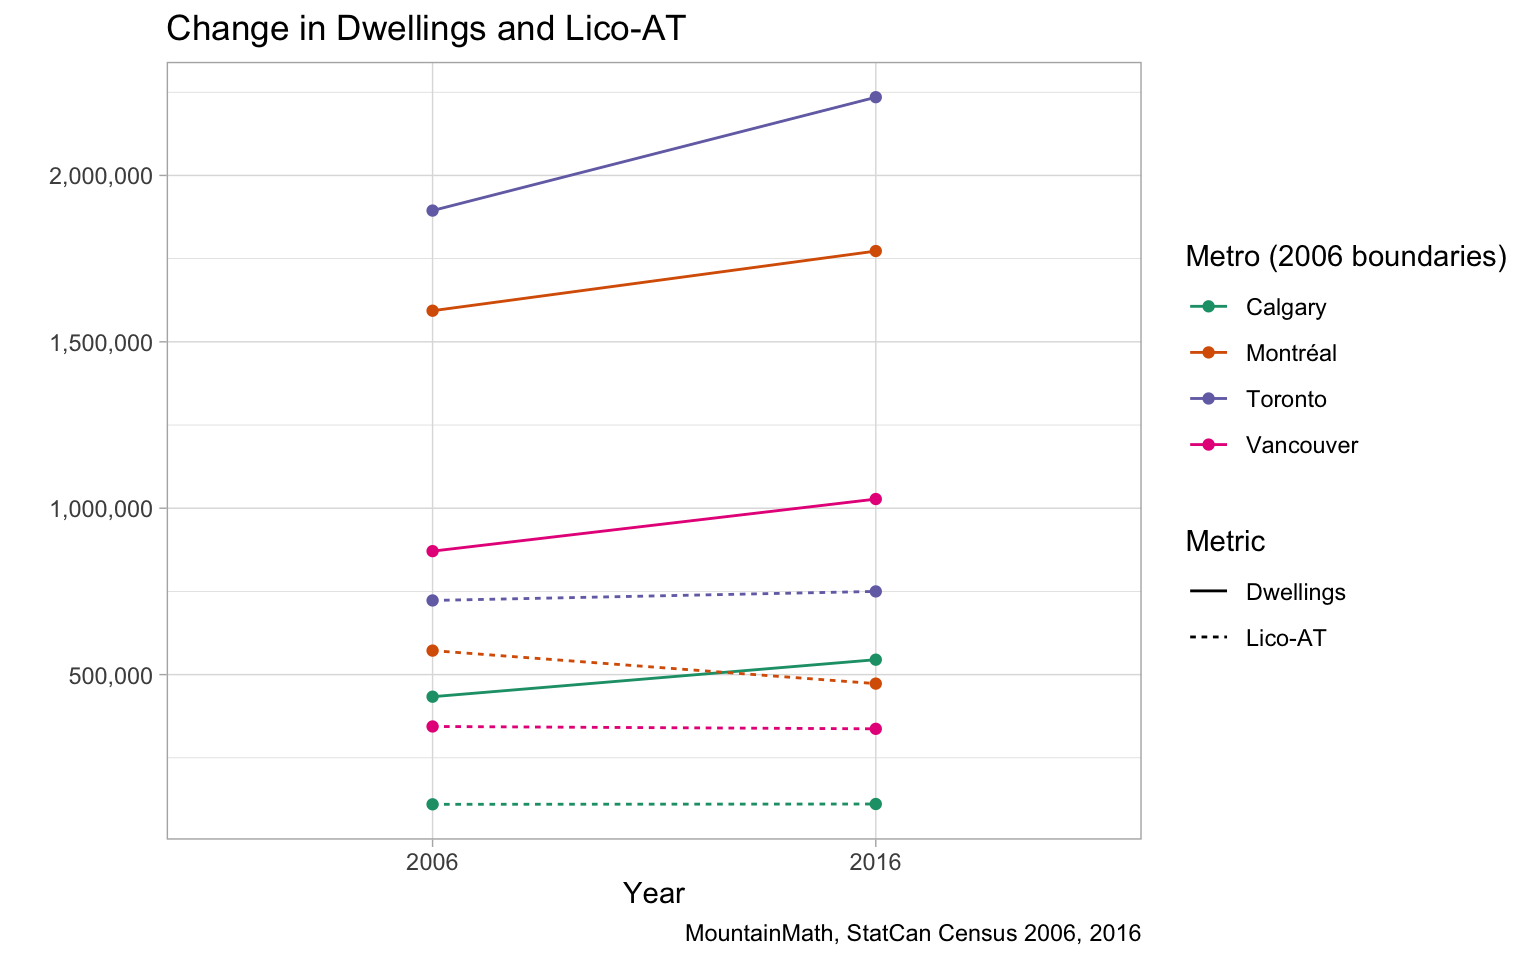 Change in Dwellings and Lico-AT
2,000,000
1,500,000
1,000,000
500,000
2006
2016
Year
Metro (2006 boundaries)
Calgary
Montréal
Toronto
Vancouver
Metric
Dwellings
Lico-AT
MountainMath, StatCan Census 2006, 2016